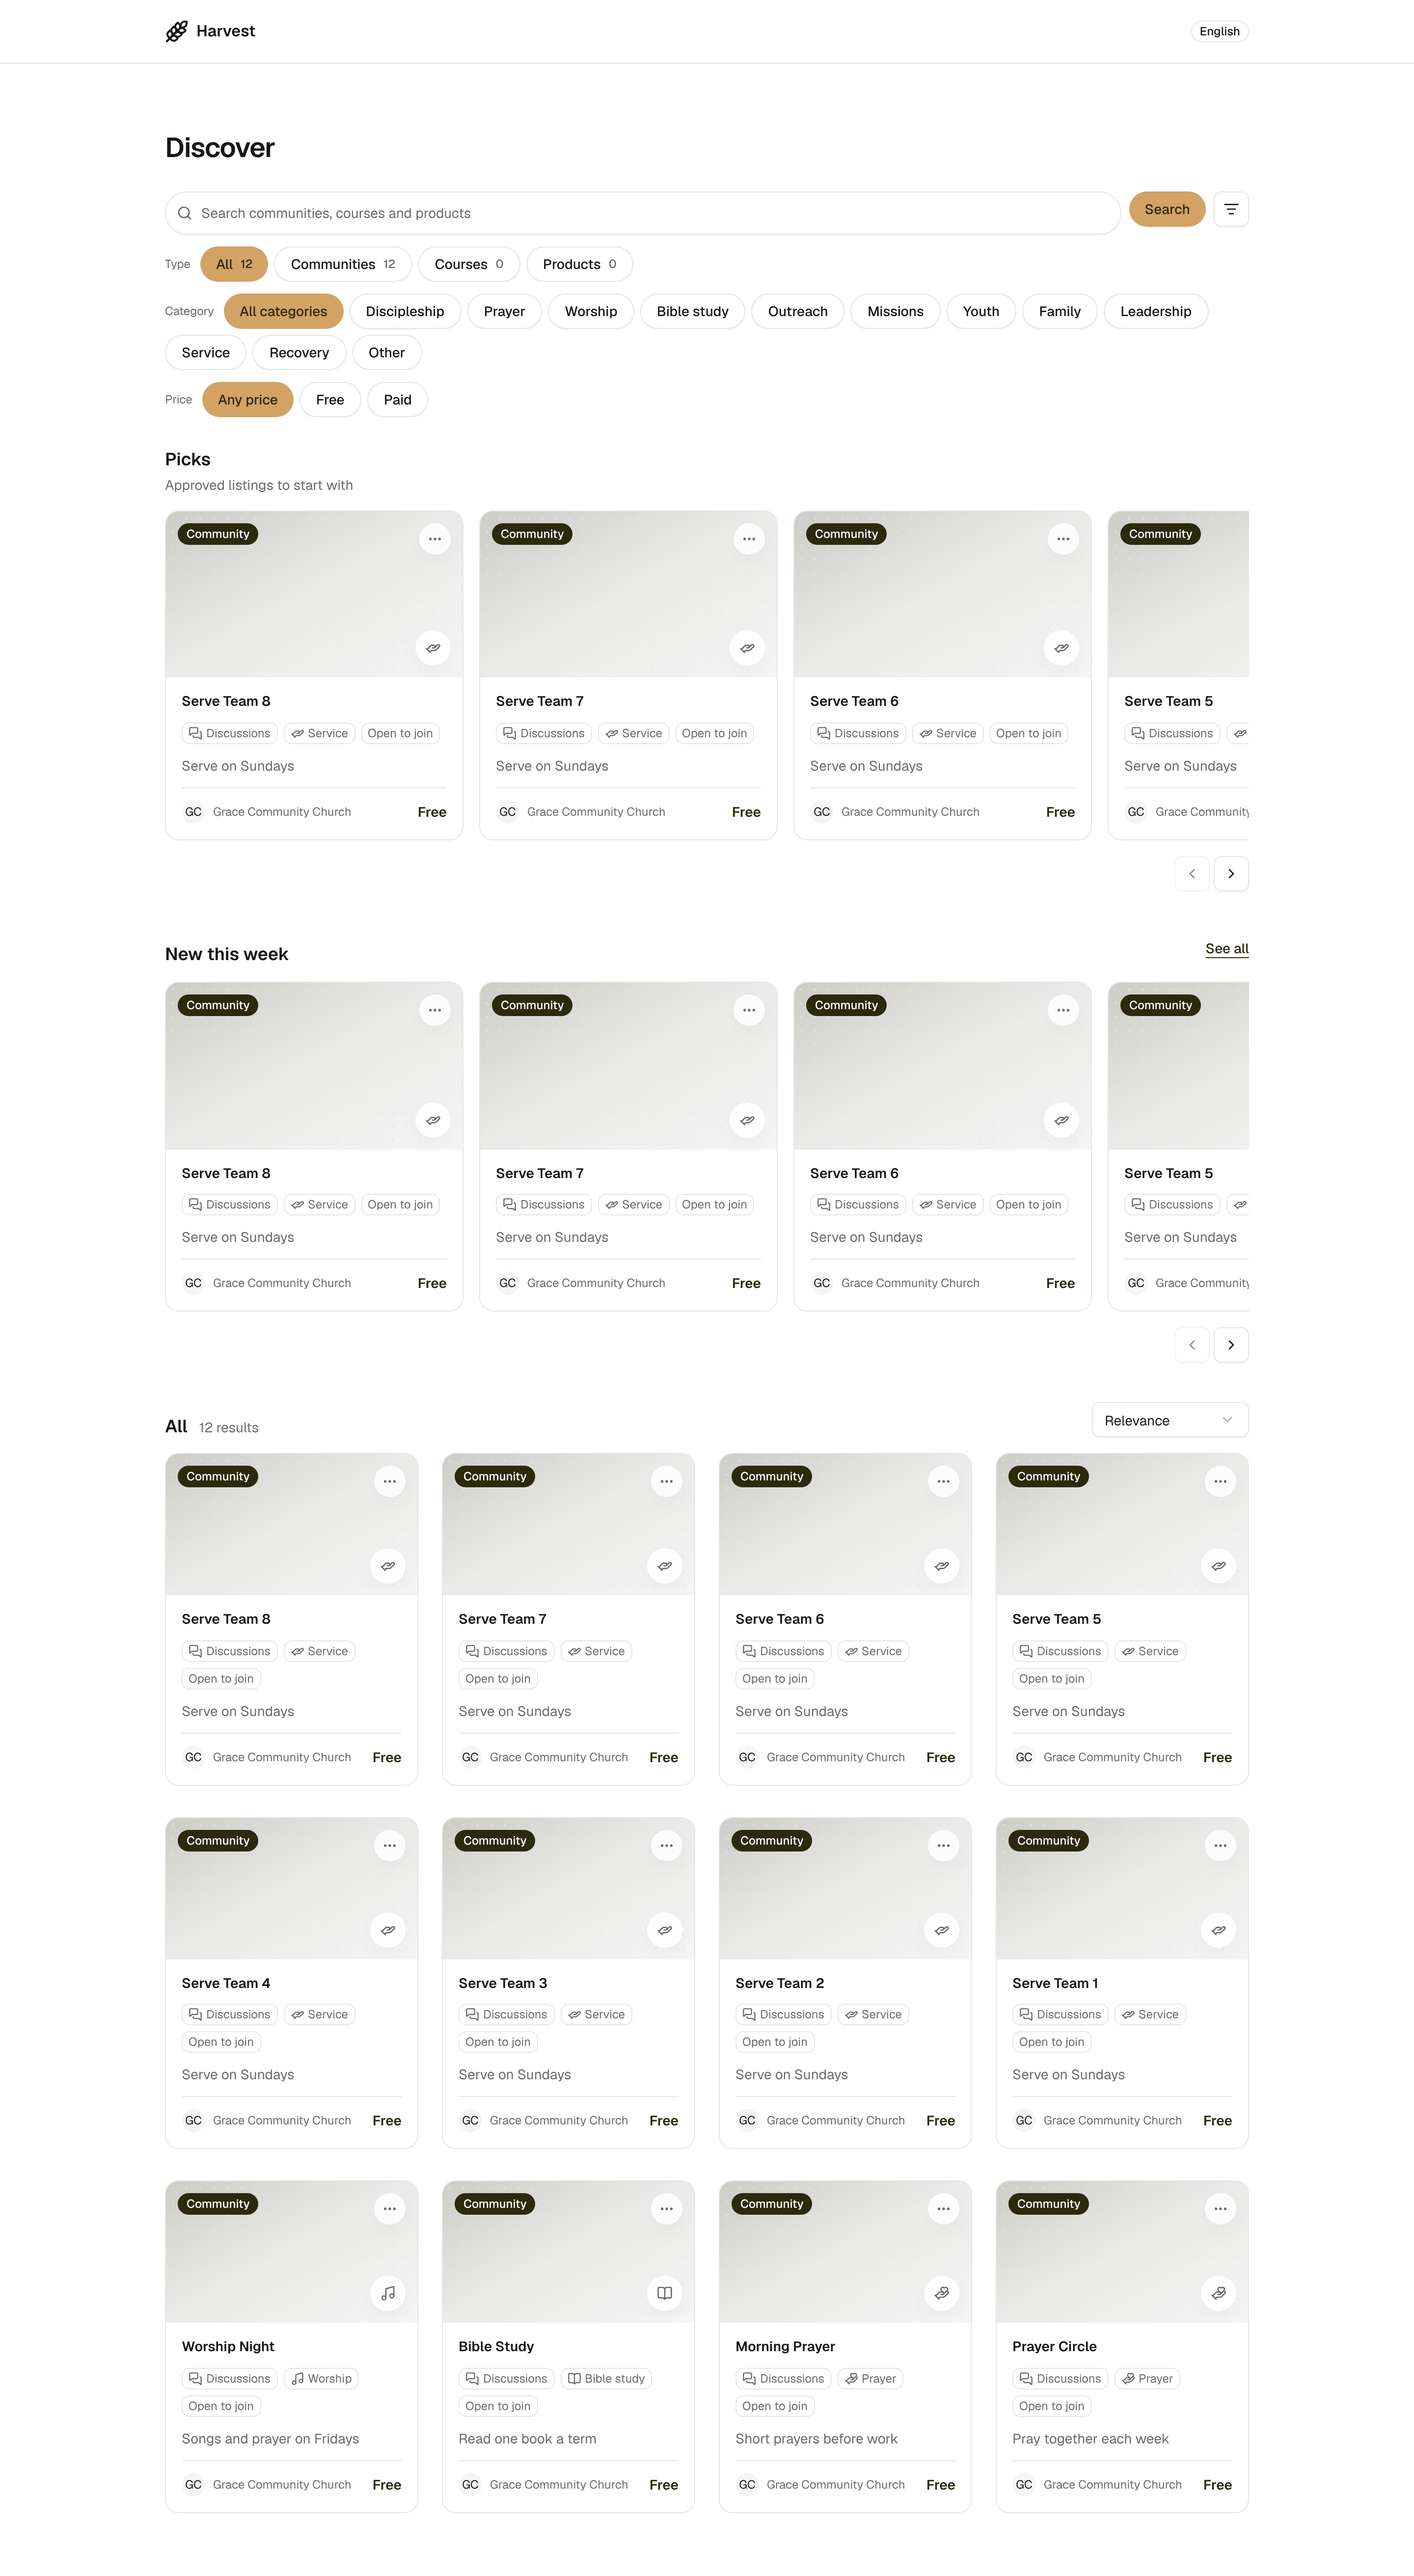 Harvest
English
Discover
Search communities, courses and products
Search
Type All 12 Communities 12 Courses 0 Products 0
Category All categories Discipleship Prayer Worship Bible study Outreach Missions Youth Family Leadership
Service Recovery Other
Price Any price Free Paid
Picks
Approved listings to start with
Community Community Community Community
Serve Team 8 Serve Team 7 Serve Team 6 Serve Team 5
Discussions Service Open to join Discussions Service Open to join Discussions Service Open to join Discussions
Serve on Sundays Serve on Sundays Serve on Sundays Serve on Sundays
GC Grace Community Church Free GC Grace Community Church Free GC Grace Community Church Free GC Grace Community
New this week See all
Community Community Community Community
Serve Team 8 Serve Team 7 Serve Team 6 Serve Team 5
Discussions Service Open to join Discussions Service Open to join Discussions Service Open to join Discussions
Serve on Sundays Serve on Sundays Serve on Sundays Serve on Sundays
GC Grace Community Church Free GC Grace Community Church Free GC Grace Community Church Free GC Grace Community
All 12 results Relevance
Community Community Community Community
Serve Team 8 Serve Team 7 Serve Team 6 Serve Team 5
Discussions Service Discussions Service Discussions Service Discussions Service
Open to join Open to join Open to join Open to join
Serve on Sundays Serve on Sundays Serve on Sundays Serve on Sundays
GC Grace Community Church Free GC Grace Community Church Free GC Grace Community Church Free GC Grace Community Church Free
Community Community Community Community
Serve Team 4 Serve Team 3 Serve Team 2 Serve Team 1
Discussions Service Discussions Service Discussions Service Discussions Service
Open to join Open to join Open to join Open to join
Serve on Sundays Serve on Sundays Serve on Sundays Serve on Sundays
GC Grace Community Church Free GC Grace Community Church Free GC Grace Community Church Free GC Grace Community Church Free
Community Community Community Community
Worship Night Bible Study Morning Prayer Prayer Circle
Discussions Worship Discussions Bible study Discussions Prayer Discussions Prayer
Open to join Open to join Open to join Open to join
Songs and prayer on Fridays Read one book a term Short prayers before work Pray together each week
GC Grace Community Church Free GC Grace Community Church Free GC Grace Community Church Free GC Grace Community Church Free